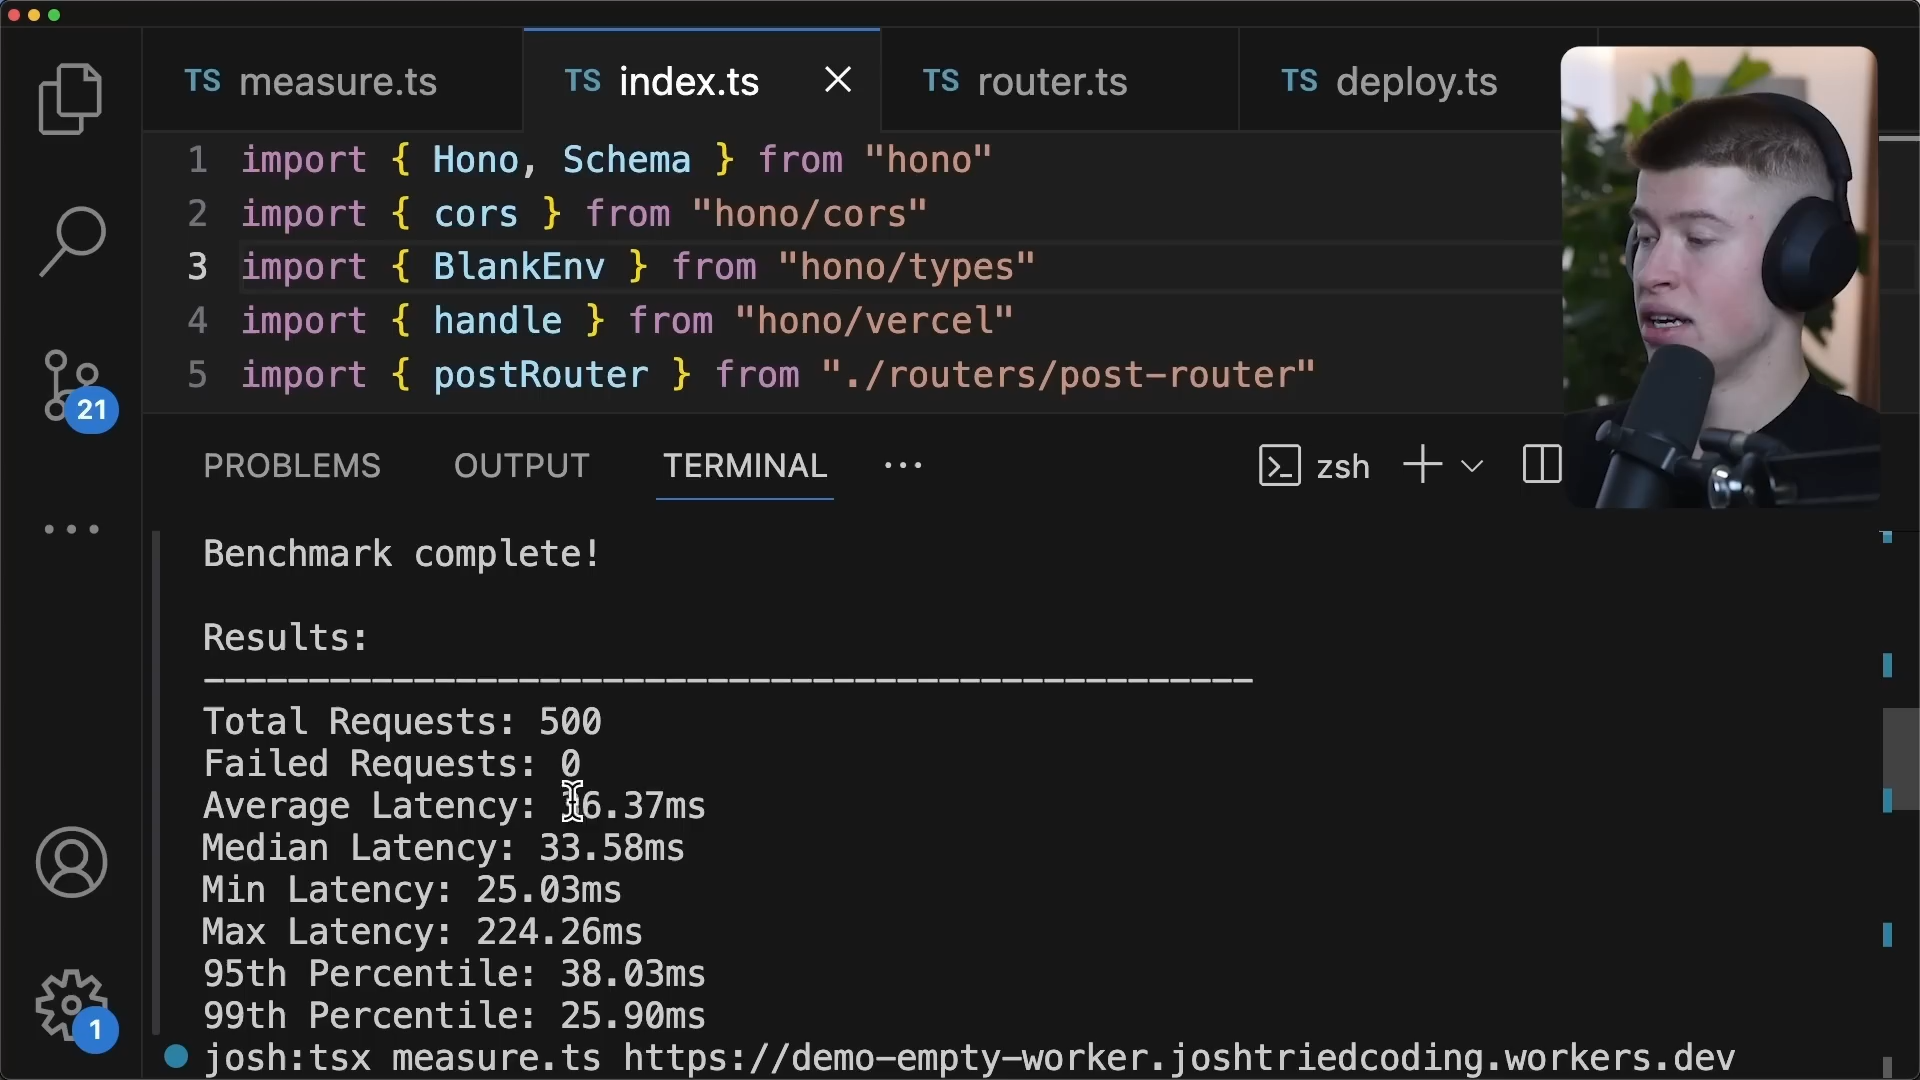 TS measure.ts
TS index.ts
TS router.ts
TS deploy.ts
1 import { Hono, Schema } from "hono"
2 import { cors } from "hono/cors"
3 import { BlankEnv } from "hono/types"
4 import { handle } from "hono/vercel"
5 import { postRouter } from "./routers/post-router"
21
PROBLEMS OUTPUT TERMINAL ··· zsh
Benchmark complete!
Results:
--------------------------------------------------
Total Requests: 500
Failed Requests: 0
Average Latency: 36.37ms
Median Latency: 33.58ms
Min Latency: 25.03ms
Max Latency: 224.26ms
95th Percentile: 38.03ms
99th Percentile: 25.90ms
1
josh:tsx measure.ts https://demo-empty-worker.joshtriedcoding.workers.dev